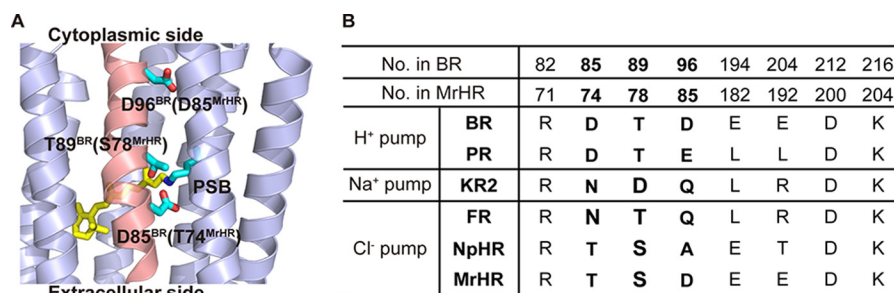 A
Cytoplasmic side
D96BR(D85MrHR)
T89BR(S78MrHR)
PSB
D85BR(T74MrHR)
Extracellular side
B
No. in BR 82 85 89 96 194 204 212 216
No. in MrHR 71 74 78 85 182 192 200 204
H+ pump BR R D T D E E D K
PR R D T E L L D K
Na+ pump KR2 R N D Q L R D K
Cl- pump FR R N T Q L R D K
NpHR R T S A E T D K
MrHR R T S D E E D K